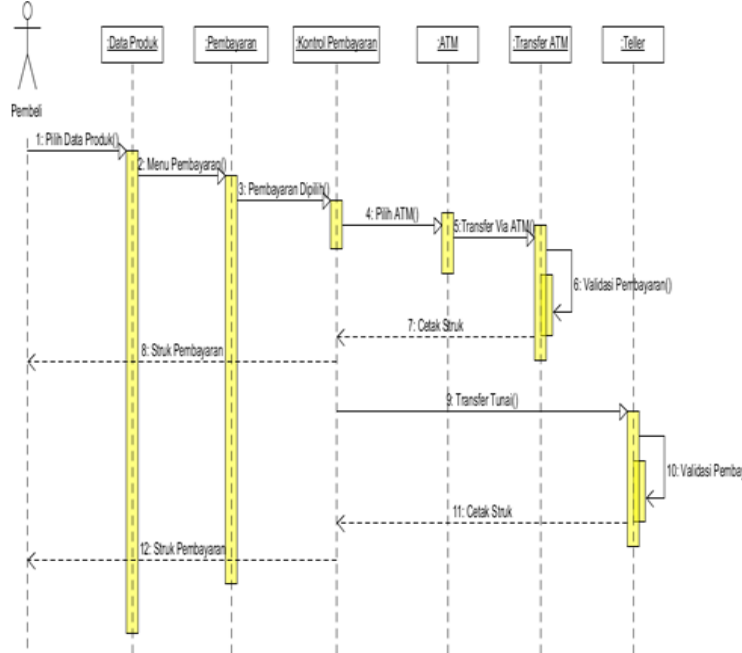 :Data Produk
:Pembayaran
:Kontrol Pembayaran
:ATM
:Transfer ATM
:Teller
Pembeli
1: Pilih Data Produk()
2: Menu Pembayaran()
3: Pembayaran Dipilih()
4: Pilih ATM()
5:Transfer Via ATM()
6: Validasi Pembayaran()
7: Cetak Struk
8: Struk Pembayaran
9: Transfer Tunai()
10: Validasi Pembay
11: Cetak Struk
12: Struk Pembayaran